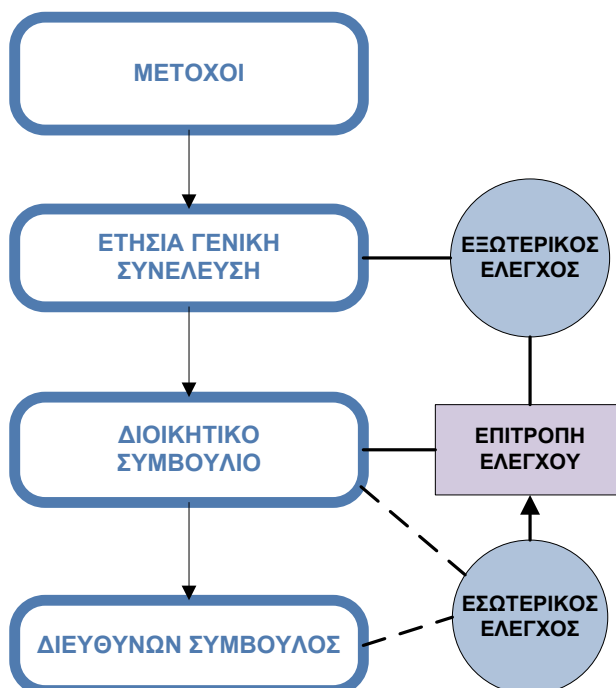 ΜΕΤΟΧΟΙ
ΕΤΗΣΙΑ ΓΕΝΙΚΗ
ΣΥΝΕΛΕΥΣΗ
ΕΞΩΤΕΡΙΚΟΣ
ΕΛΕΓΧΟΣ
ΔΙΟΙΚΗΤΙΚΟ
ΣΥΜΒΟΥΛΙΟ
ΕΠΙΤΡΟΠΗ
ΕΛΕΓΧΟΥ
ΔΙΕΥΘΥΝΩΝ ΣΥΜΒΟΥΛΟΣ
ΕΣΩΤΕΡΙΚΟΣ
ΕΛΕΓΧΟΣ